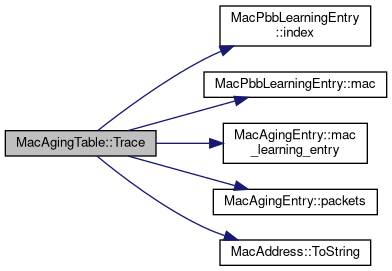 MacPbbLearningEntry
::index
MacPbbLearningEntry::mac
MacAgingTable::Trace
MacAgingEntry::mac
_learning_entry
MacAgingEntry::packets
MacAddress::ToString